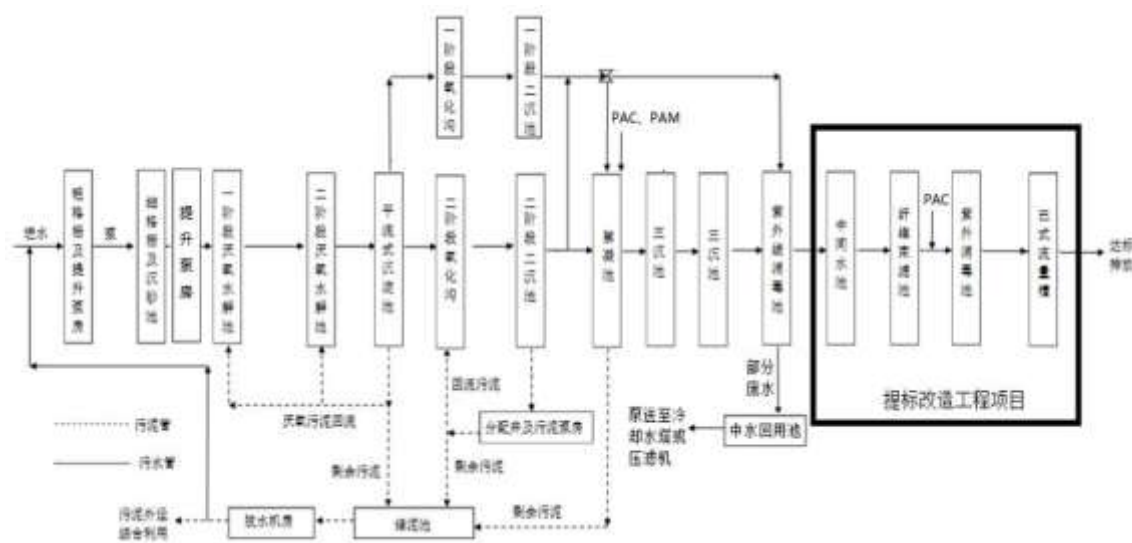 一阶段氧化沟
一阶段二沉池
PAC、PAM
进水
粗格栅及提升泵房
泵
细格栅及沉砂池
提升泵房
一阶段厌氧水解池
二阶段厌氧水解池
平流式沉淀池
二阶段氧化沟
二阶段二沉池
絮凝池
三沉池
三沉池
紫外线消毒池
中间水池
纤维束滤池
PAC
紫外消毒池
巴式流量槽
达标
排放
提标改造工程项目
部分
废水
中水回用池
泵送至冷
却水塔或
压滤机
回流污泥
分配井及污泥泵房
厌氧污泥回流
污泥管
污水管
剩余污泥
剩余污泥
剩余污泥
储泥池
脱水机房
污泥外运
综合利用